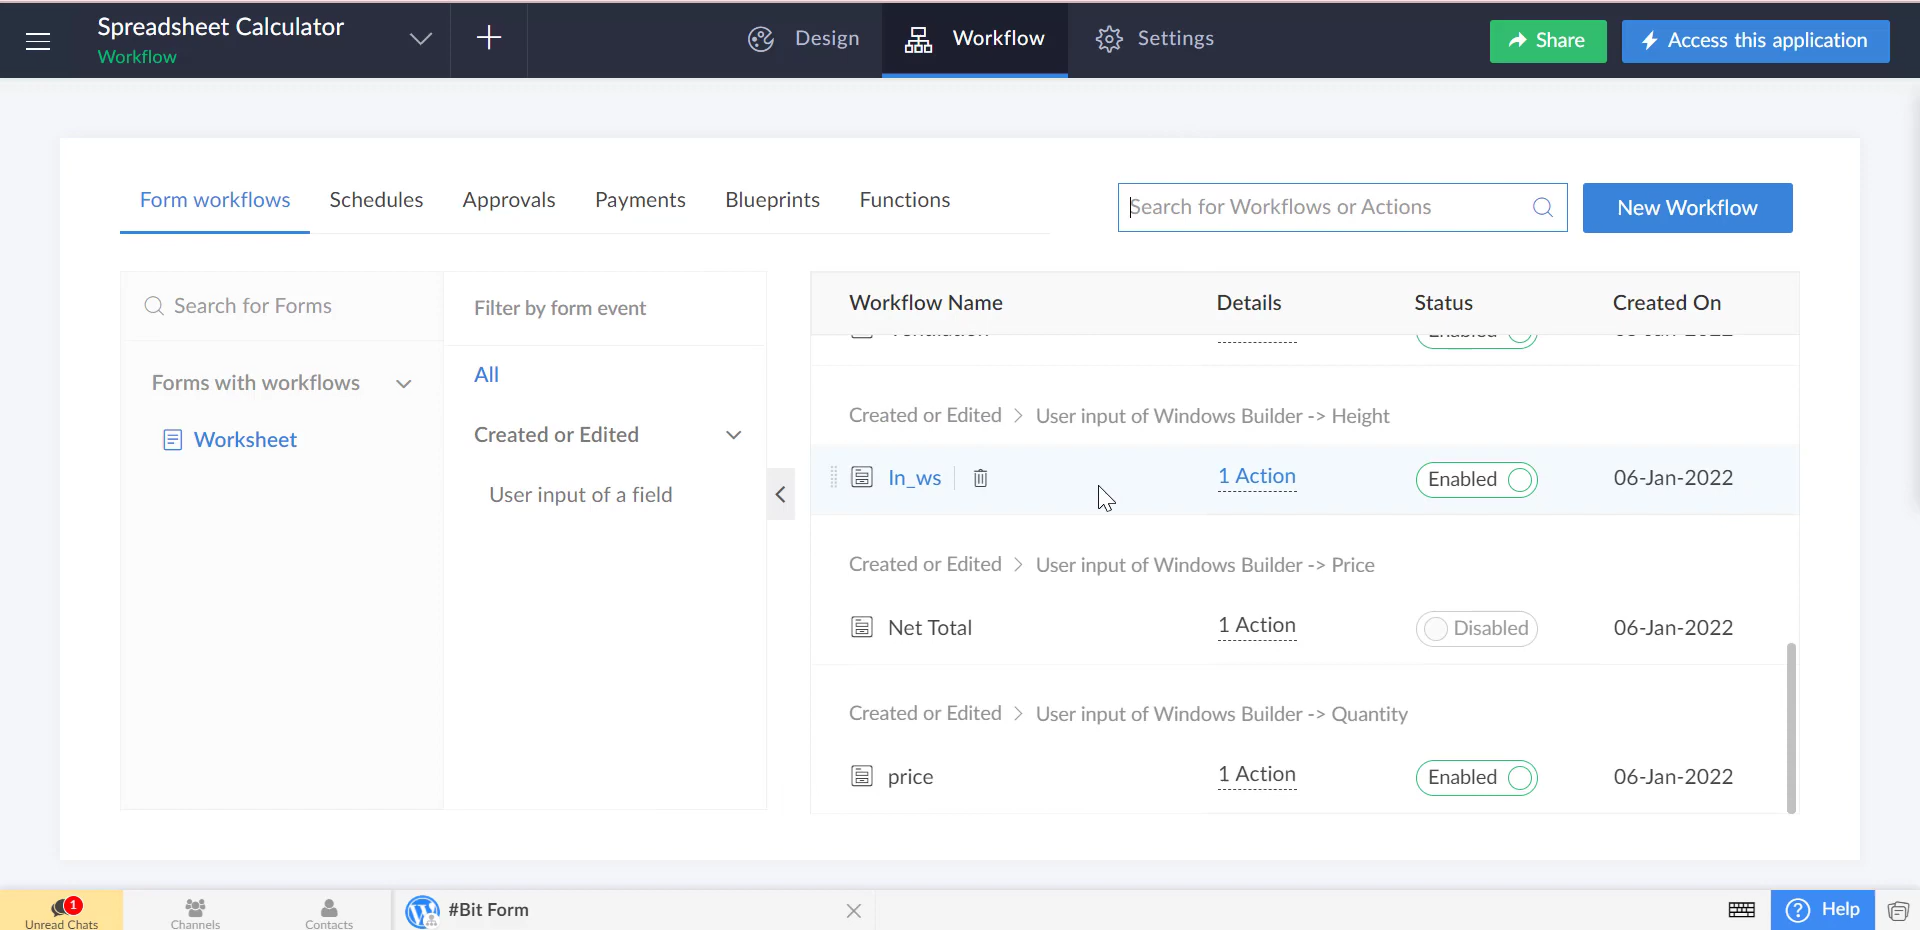 Spreadsheet Calculator
Workflow
Design
Workflow
Settings
Share
Access this application
Form workflows
Schedules
Approvals
Payments
Blueprints
Functions
Search for Workflows or Actions
New Workflow
Search for Forms
Forms with workflows
Worksheet
Filter by form event
All
Created or Edited
User input of a field
Workflow Name Details Status Created On
Created or Edited > User input of Windows Builder -> Height
In_ws 1 Action Enabled 06-Jan-2022
Created or Edited > User input of Windows Builder -> Price
Net Total 1 Action Disabled 06-Jan-2022
Created or Edited > User input of Windows Builder -> Quantity
price 1 Action Enabled 06-Jan-2022
1
Unread Chats
Channels
Contacts
#Bit Form
Help